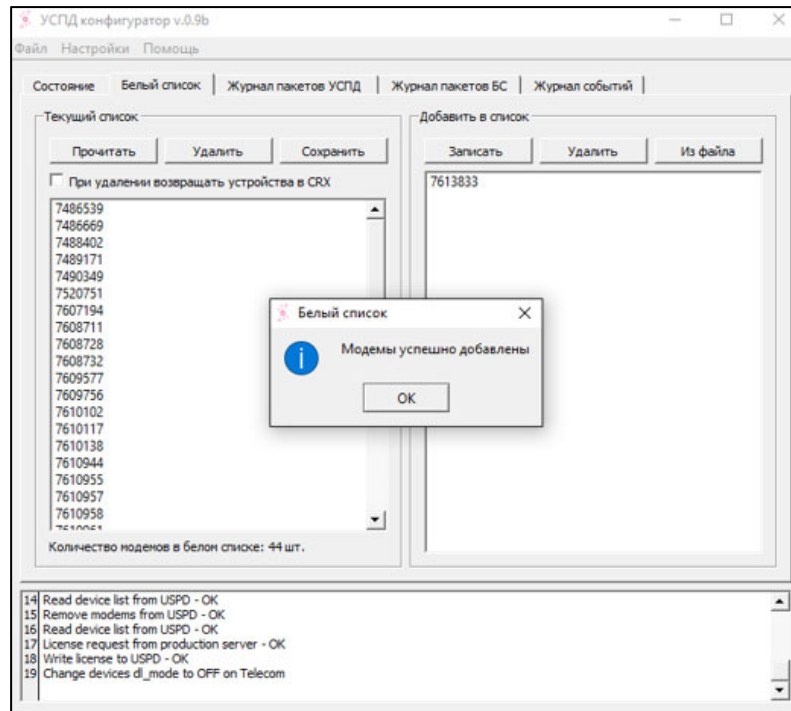 УСПД конфигуратор v.0.9b
Файл Настройки Помощь
Состояние Белый список Журнал пакетов УСПД Журнал пакетов БС Журнал событий
Текущий список
Прочитать Удалить Сохранить
При удалении возвращать устройства в CRX
7486539
7486669
7488402
7489171
7490349
7520751
7607194
7608711
7608728
7608732
7609577
7609756
7610102
7610117
7610138
7610944
7610955
7610957
7610958
7610961
Количество модемов в белом списке: 44 шт.
Добавить в список
Записать Удалить Из файла
7613833
Белый список
Модемы успешно добавлены
OK
14 Read device list from USPD - OK
15 Remove modems from USPD - OK
16 Read device list from USPD - OK
17 License request from production server - OK
18 Write license to USPD - OK
19 Change devices dl_mode to OFF on Telecom